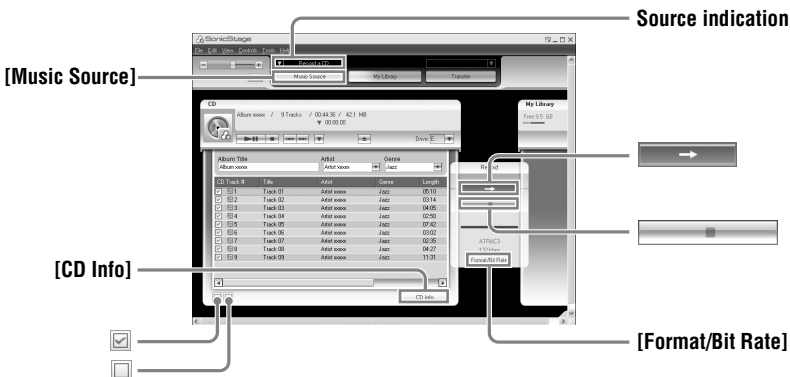 Source indication
SonicStage
File Edit View Controls Tools Help
Record a CD
[Music Source]
Music Source My Library Transfer
CD
My Library
Album xxxxx / 9 Tracks / 00:44:36 / 42.1 MB
Free:9.5 GB
00:00:00
Drive: E:
Album Title Artist Genre
Album xxxxx Artist xxxxx Jazz
Record
CD Track # Title Artist Genre Length
1 Track 01 Artist xxxxx Jazz 05:10
2 Track 02 Artist xxxxx Jazz 03:14
3 Track 03 Artist xxxxx Jazz 04:05
4 Track 04 Artist xxxxx Jazz 02:50
5 Track 05 Artist xxxxx Jazz 07:42
6 Track 06 Artist xxxxx Jazz 03:02
7 Track 07 Artist xxxxx Jazz 02:35
8 Track 08 Artist xxxxx Jazz 04:27
9 Track 09 Artist xxxxx Jazz 11:31
ATRAC3
132 kbps
Format/Bit Rate
[CD Info]
CD Info
[Format/Bit Rate]